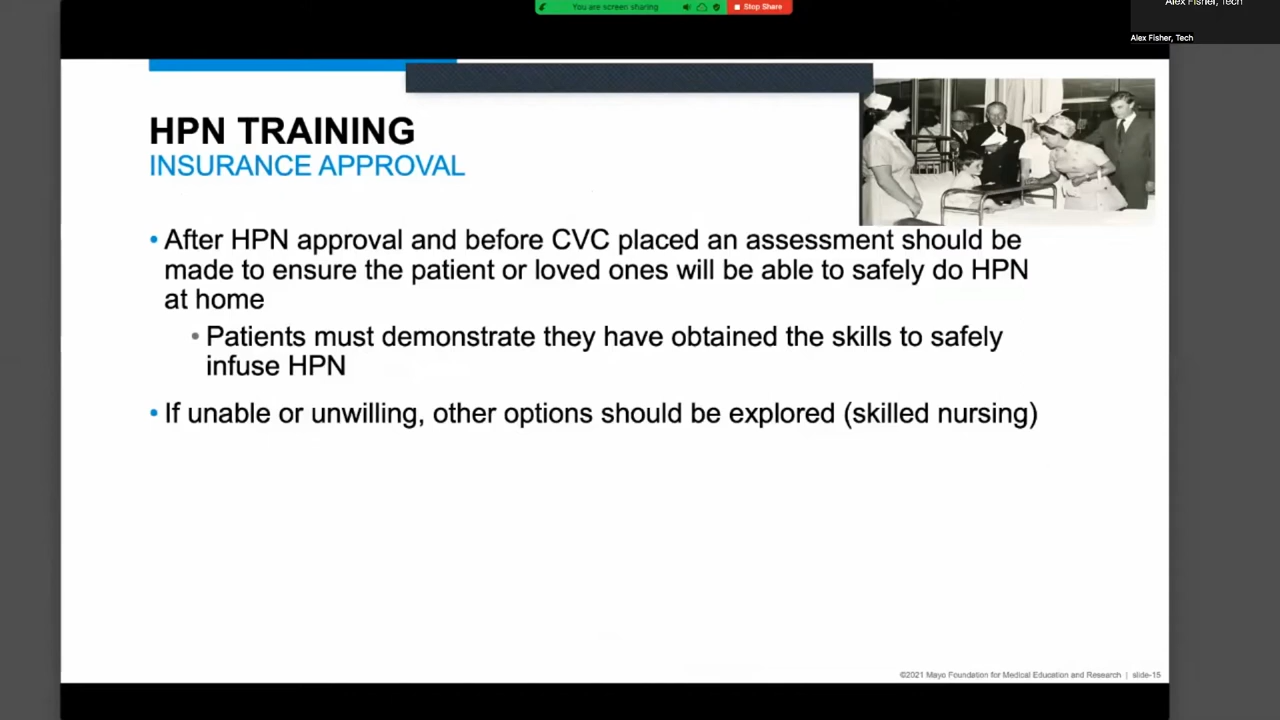 Alex Fisher, Tech
You are screen sharing
Stop Share
Alex Fisher, Tech
HPN TRAINING
INSURANCE APPROVAL
• After HPN approval and before CVC placed an assessment should be
made to ensure the patient or loved ones will be able to safely do HPN
at home
• Patients must demonstrate they have obtained the skills to safely
infuse HPN
• If unable or unwilling, other options should be explored (skilled nursing)
©2021 Mayo Foundation for Medical Education and Research | slide-15